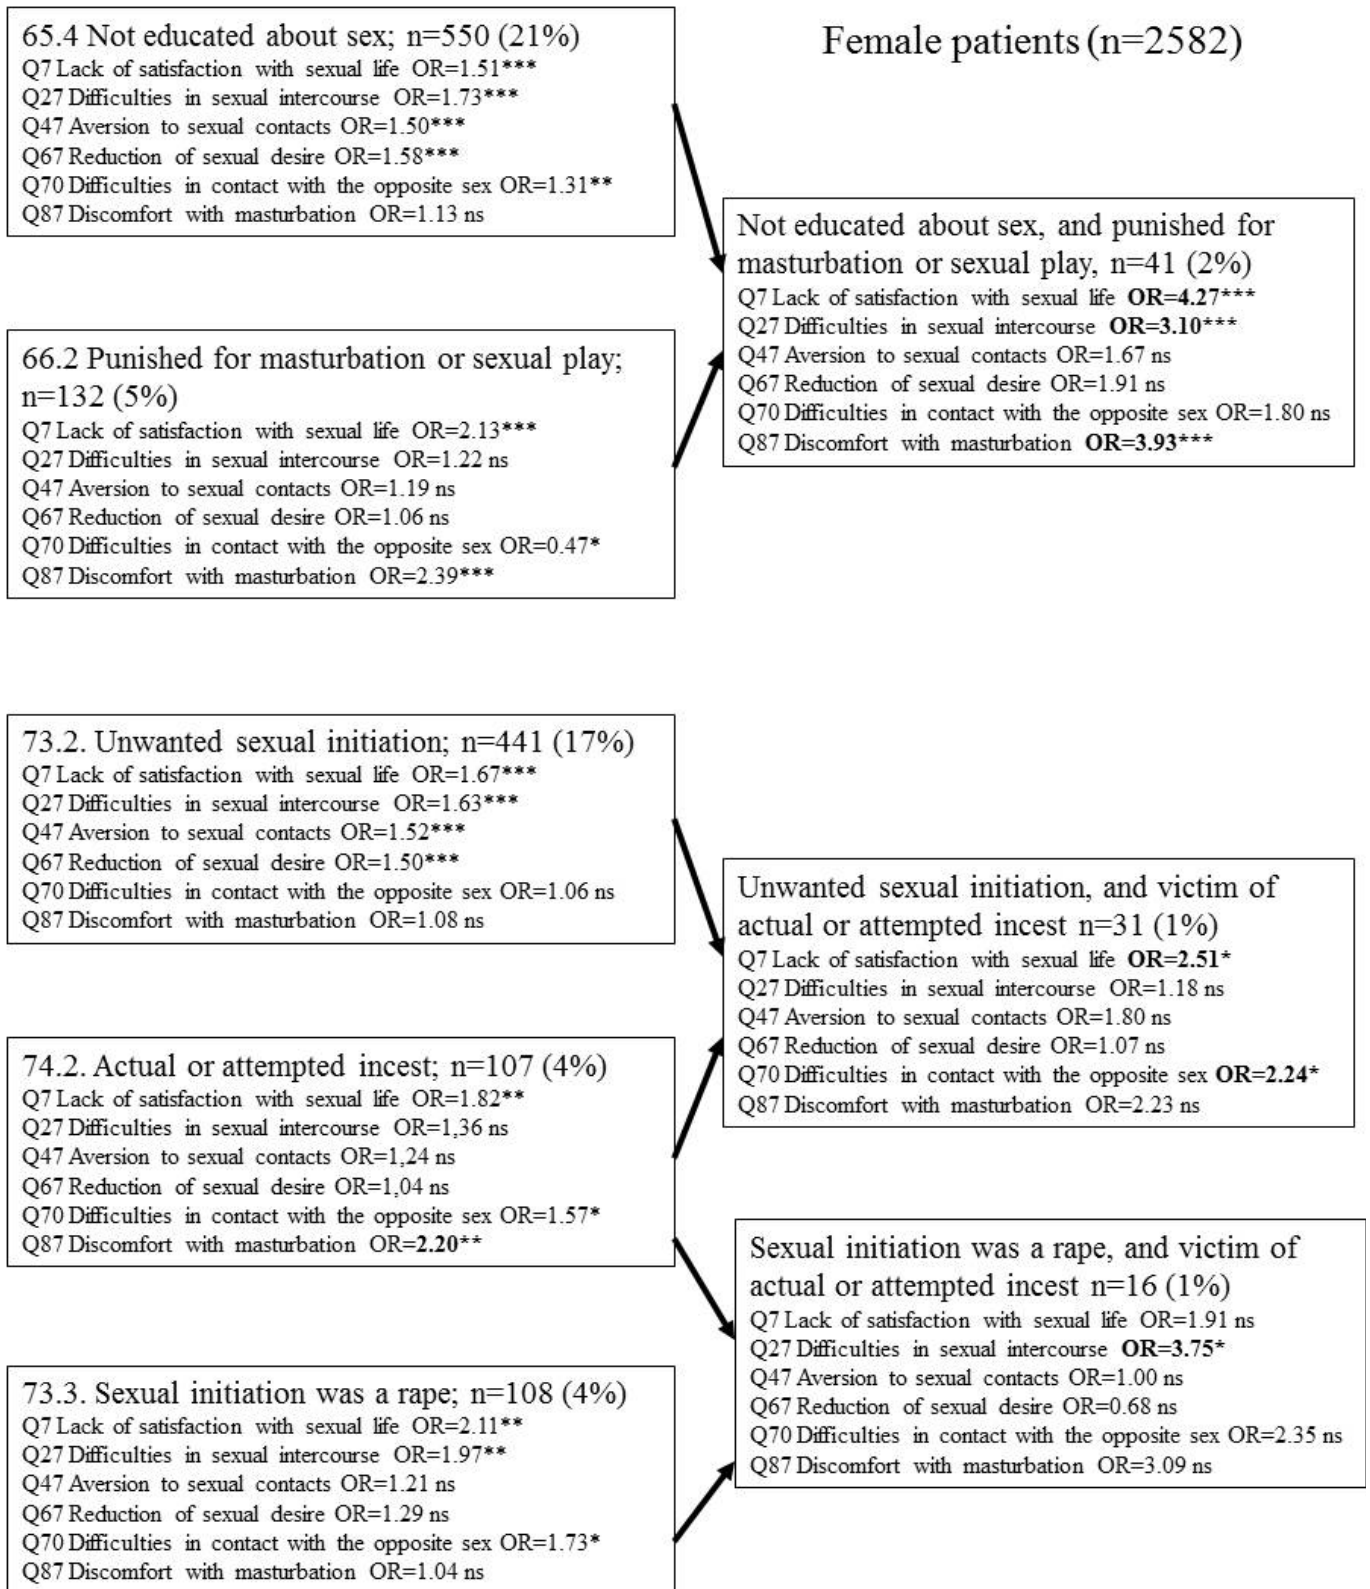 65.4 Not educated about sex; n=550 (21%)
Q7 Lack of satisfaction with sexual life OR=1.51***
Q27 Difficulties in sexual intercourse OR=1.73***
Q47 Aversion to sexual contacts OR=1.50***
Q67 Reduction of sexual desire OR=1.58***
Q70 Difficulties in contact with the opposite sex OR=1.31**
Q87 Discomfort with masturbation OR=1.13 ns
Female patients (n=2582)
66.2 Punished for masturbation or sexual play;
n=132 (5%)
Q7 Lack of satisfaction with sexual life OR=2.13***
Q27 Difficulties in sexual intercourse OR=1.22 ns
Q47 Aversion to sexual contacts OR=1.19 ns
Q67 Reduction of sexual desire OR=1.06 ns
Q70 Difficulties in contact with the opposite sex OR=0.47*
Q87 Discomfort with masturbation OR=2.39***
Not educated about sex, and punished for
masturbation or sexual play, n=41 (2%)
Q7 Lack of satisfaction with sexual life OR=4.27***
Q27 Difficulties in sexual intercourse OR=3.10***
Q47 Aversion to sexual contacts OR=1.67 ns
Q67 Reduction of sexual desire OR=1.91 ns
Q70 Difficulties in contact with the opposite sex OR=1.80 ns
Q87 Discomfort with masturbation OR=3.93***
73.2. Unwanted sexual initiation; n=441 (17%)
Q7 Lack of satisfaction with sexual life OR=1.67***
Q27 Difficulties in sexual intercourse OR=1.63***
Q47 Aversion to sexual contacts OR=1.52***
Q67 Reduction of sexual desire OR=1.50***
Q70 Difficulties in contact with the opposite sex OR=1.06 ns
Q87 Discomfort with masturbation OR=1.08 ns
74.2. Actual or attempted incest; n=107 (4%)
Q7 Lack of satisfaction with sexual life OR=1.82**
Q27 Difficulties in sexual intercourse OR=1,36 ns
Q47 Aversion to sexual contacts OR=1,24 ns
Q67 Reduction of sexual desire OR=1,04 ns
Q70 Difficulties in contact with the opposite sex OR=1.57*
Q87 Discomfort with masturbation OR=2.20**
73.3. Sexual initiation was a rape; n=108 (4%)
Q7 Lack of satisfaction with sexual life OR=2.11**
Q27 Difficulties in sexual intercourse OR=1.97**
Q47 Aversion to sexual contacts OR=1.21 ns
Q67 Reduction of sexual desire OR=1.29 ns
Q70 Difficulties in contact with the opposite sex OR=1.73*
Q87 Discomfort with masturbation OR=1.04 ns
Unwanted sexual initiation, and victim of
actual or attempted incest n=31 (1%)
Q7 Lack of satisfaction with sexual life OR=2.51*
Q27 Difficulties in sexual intercourse OR=1.18 ns
Q47 Aversion to sexual contacts OR=1.80 ns
Q67 Reduction of sexual desire OR=1.07 ns
Q70 Difficulties in contact with the opposite sex OR=2.24*
Q87 Discomfort with masturbation OR=2.23 ns
Sexual initiation was a rape, and victim of
actual or attempted incest n=16 (1%)
Q7 Lack of satisfaction with sexual life OR=1.91 ns
Q27 Difficulties in sexual intercourse OR=3.75*
Q47 Aversion to sexual contacts OR=1.00 ns
Q67 Reduction of sexual desire OR=0.68 ns
Q70 Difficulties in contact with the opposite sex OR=2.35 ns
Q87 Discomfort with masturbation OR=3.09 ns